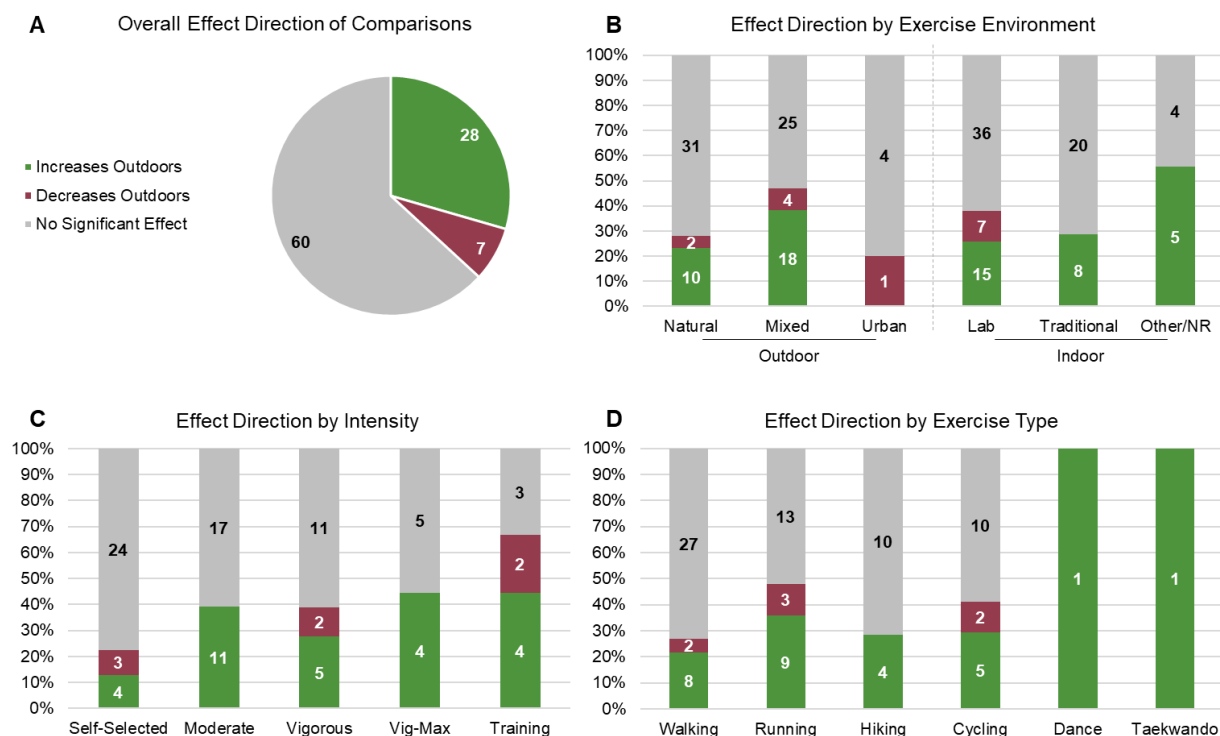 A
Overall Effect Direction of Comparisons
Increases Outdoors
Decreases Outdoors
No Significant Effect
28
7
60
B
Effect Direction by Exercise Environment
100%
90%
80%
70%
60%
50%
40%
30%
20%
10%
0%
31
2
10
25
4
18
4
1
36
7
15
20
8
4
5
Natural
Mixed
Urban
Lab
Traditional
Other/NR
Outdoor
Indoor
C
Effect Direction by Intensity
100%
90%
80%
70%
60%
50%
40%
30%
20%
10%
0%
24
3
4
17
11
11
2
5
5
4
3
2
4
Self-Selected
Moderate
Vigorous
Vig-Max
Training
D
Effect Direction by Exercise Type
100%
90%
80%
70%
60%
50%
40%
30%
20%
10%
0%
27
2
8
13
3
9
10
4
10
2
5
1
1
Walking
Running
Hiking
Cycling
Dance
Taekwando